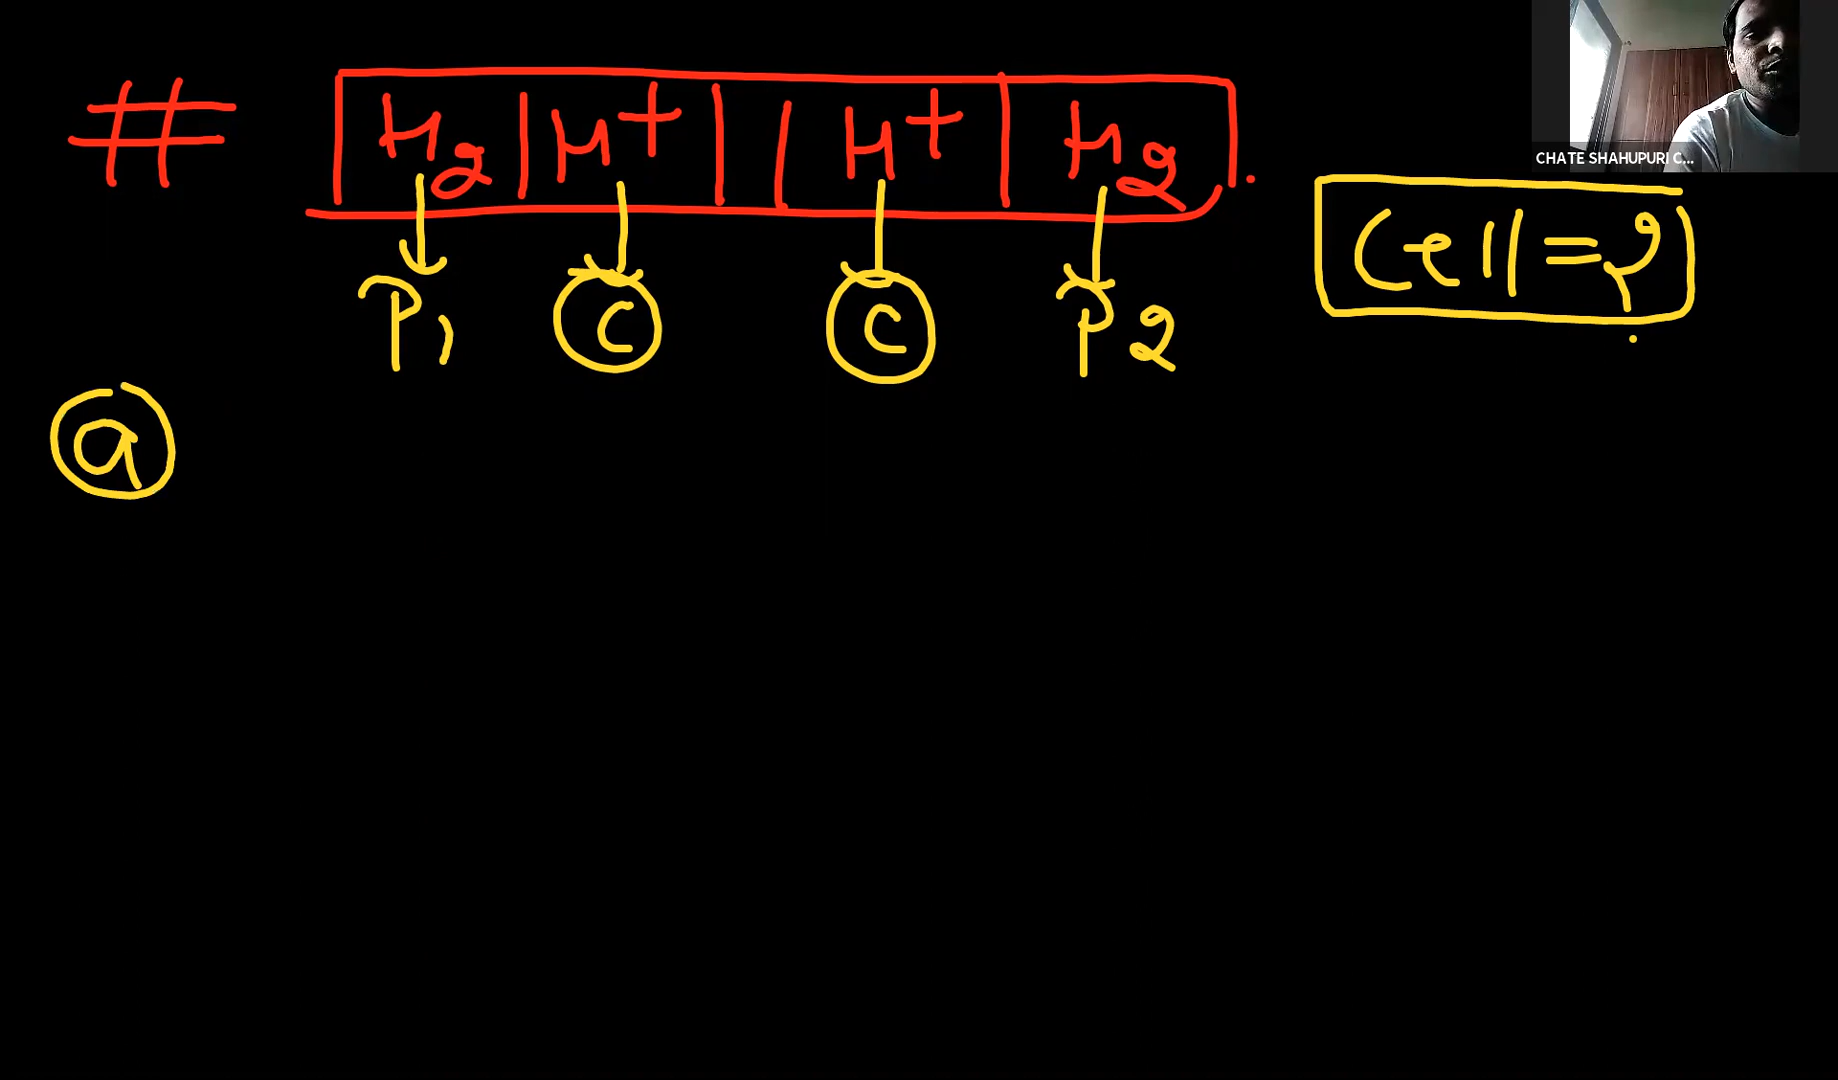 # H2 | H+ | | H+ | H2 .
CHATE SHAHUPURI C...
Cell = ?
P1 C C P2
a